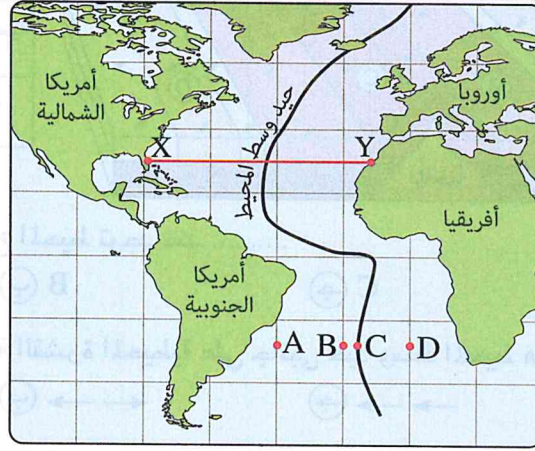 أمريكا
الشمالية
أوروبا
حيد وسط المحيط
X
Y
أفريقيا
أمريكا
الجنوبية
A
B
C
D